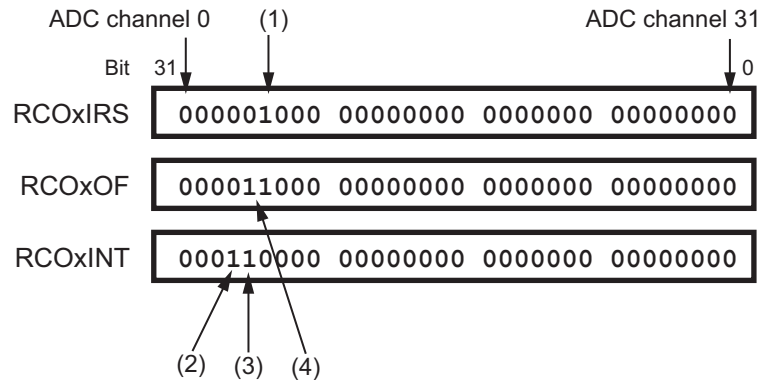 ADC channel 0 (1) ADC channel 31
Bit 31 0
RCOxIRS 000001000 00000000 0000000 00000000
RCOxOF 000011000 00000000 0000000 00000000
RCOxINT 000110000 00000000 0000000 00000000
(2) (3) (4)